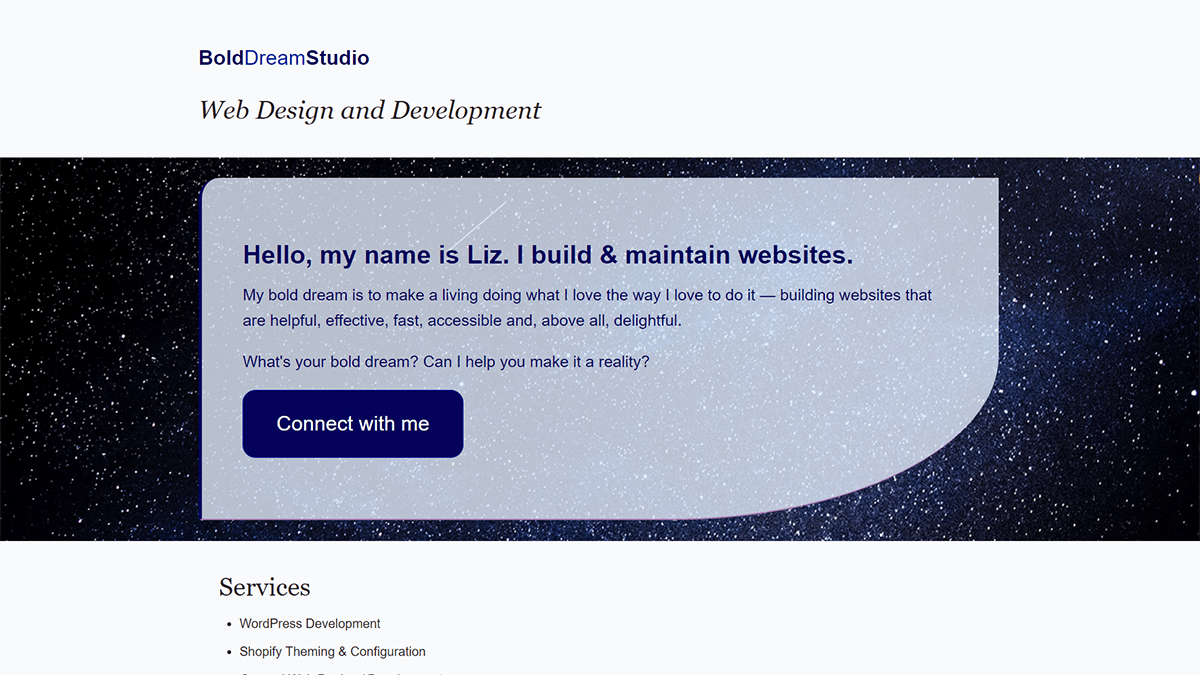 BoldDreamStudio
Web Design and Development
Hello, my name is Liz. I build & maintain websites.
My bold dream is to make a living doing what I love the way I love to do it — building websites that
are helpful, effective, fast, accessible and, above all, delightful.
What's your bold dream? Can I help you make it a reality?
Connect with me
Services
• WordPress Development
• Shopify Theming & Configuration